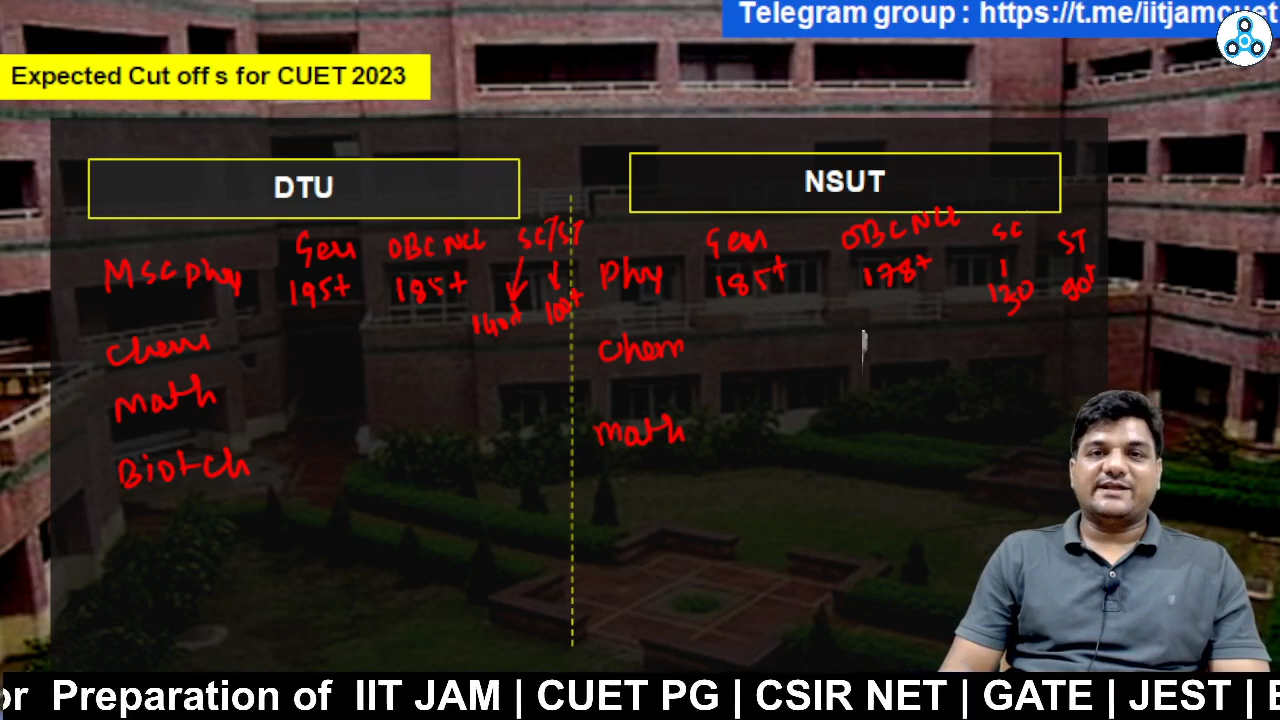 Telegram group : https://t.me/iitjamcuet
Expected Cut off s for CUET 2023
DTU
Gen OBC NCL SC/ST
Msc phy 195+ 185+ 140+ 100+
Chem
Math
Biotch
NSUT
Gen OBC NCL SC ST
Phy 185+ 178+ 130 90+
Chem
Math
or Preparation of IIT JAM | CUET PG | CSIR NET | GATE | JEST |